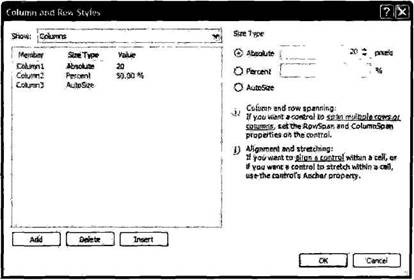 Column and Row Styles
Show: Columns
Member Size Type Value
Column1 Absolute 20
Column2 Percent 50.00 %
Column3 AutoSize
Add Delete Insert
Size Type
Absolute 20 pixels
Percent %
AutoSize
Column and row spanning:
If you want a control to span multiple rows or
columns, set the RowSpan and ColumnSpan
properties on the control.
Alignment and stretching:
If you want to align a control within a cell, or
if you want a control to stretch within a cell,
use the control's Anchor property.
OK Cancel